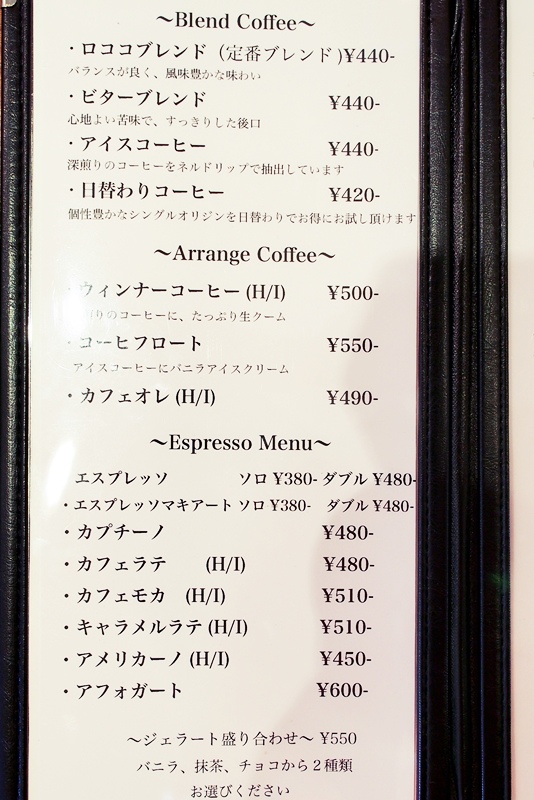 ～Blend Coffee～
・ロココブレンド（定番ブレンド)¥440-
バランスが良く、風味豊かな味わい
・ビターブレンド ¥440-
心地よい苦味で、すっきりした後口
・アイスコーヒー ¥440-
深煎りのコーヒーをネルドリップで抽出しています
・日替わりコーヒー ¥420-
個性豊かなシングルオリジンを日替わりでお得にお試し頂けます
～Arrange Coffee～
・ウィンナーコーヒー (H/I) ¥500-
りのコーヒーに、たっぷり生クーム
・コーヒフロート ¥550-
アイスコーヒーにバニラアイスクリーム
・カフェオレ (H/I) ¥490-
～Espresso Menu～
エスプレッソ ソロ ¥380- ダブル ¥480-
・エスプレッソマキアート ソロ ¥380- ダブル ¥480-
・カプチーノ ¥480-
・カフェラテ (H/I) ¥480-
・カフェモカ (H/I) ¥510-
・キャラメルラテ (H/I) ¥510-
・アメリカーノ (H/I) ¥450-
・アフォガート ¥600-
～ジェラート盛り合わせ～ ¥550
バニラ、抹茶、チョコから２種類
お選びください